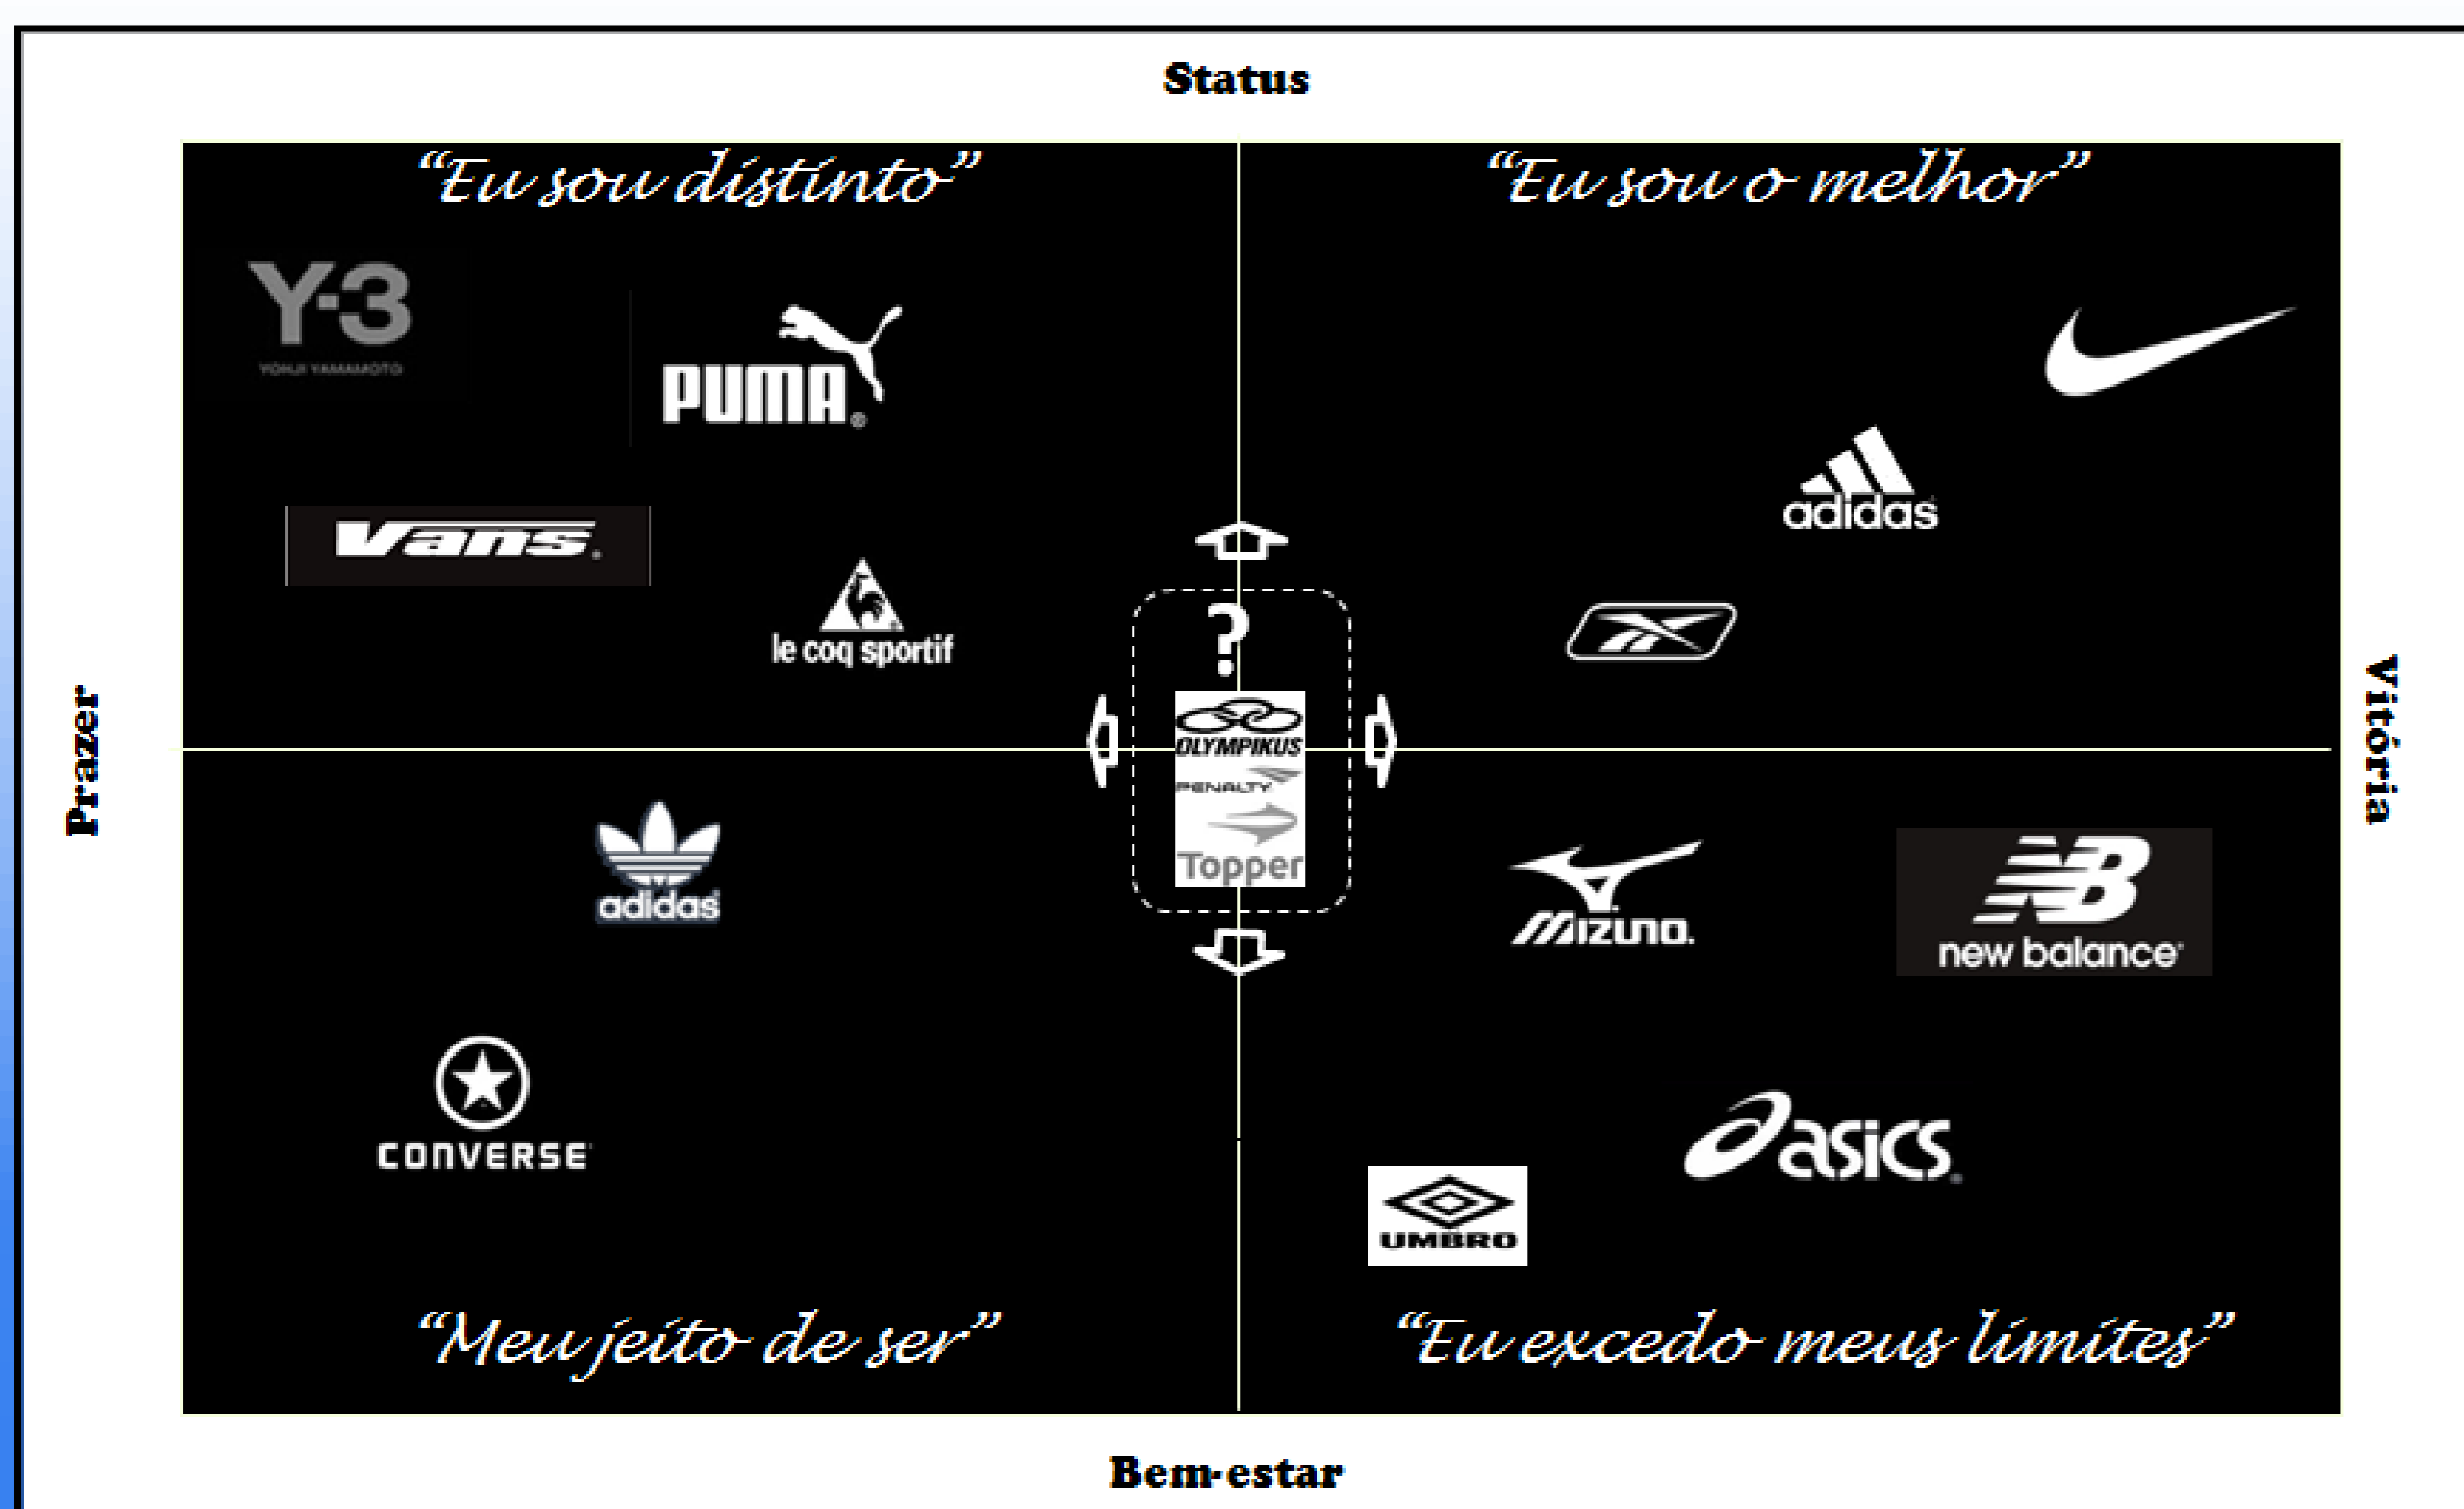 Status
“Eu sou distinto”
“Eu sou o melhor”
Y-3
YOHJI YAMAMOTO
PUMA®
adidas
Vans.
le coq sportif
?
Prazer
Vitória
OLYMPIKUS
PENALTY
Topper
adidas
MIZUNO.
NB
new balance
CONVERSE
asics
UMBRO
“Meu jeito de ser”
“Eu excedo meus limites”
Bem-estar